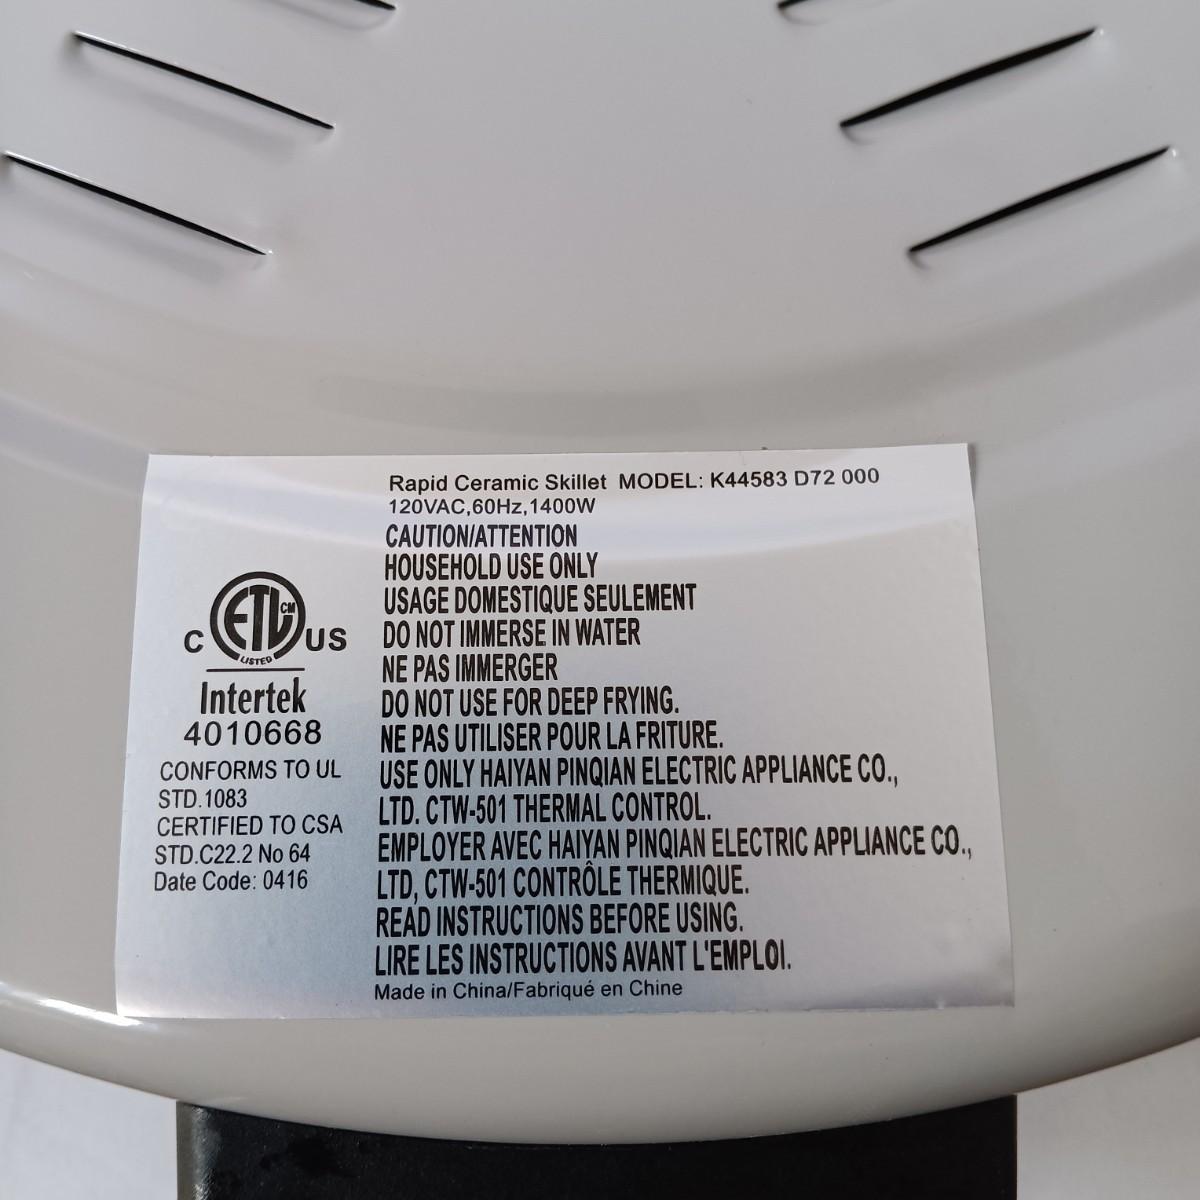 Rapid Ceramic Skillet MODEL: K44583 D72 000
120VAC,60Hz,1400W
CAUTION/ATTENTION
HOUSEHOLD USE ONLY
USAGE DOMESTIQUE SEULEMENT
DO NOT IMMERSE IN WATER
NE PAS IMMERGER
DO NOT USE FOR DEEP FRYING.
NE PAS UTILISER POUR LA FRITURE.
USE ONLY HAIYAN PINQIAN ELECTRIC APPLIANCE CO.,
LTD. CTW-501 THERMAL CONTROL.
EMPLOYER AVEC HAIYAN PINQIAN ELECTRIC APPLIANCE CO.,
LTD, CTW-501 CONTRÔLE THERMIQUE.
READ INSTRUCTIONS BEFORE USING.
LIRE LES INSTRUCTIONS AVANT L'EMPLOI.
Made in China/Fabriqué en Chine
C ETL CM US
LISTED
Intertek
4010668
CONFORMS TO UL
STD.1083
CERTIFIED TO CSA
STD.C22.2 No 64
Date Code: 0416